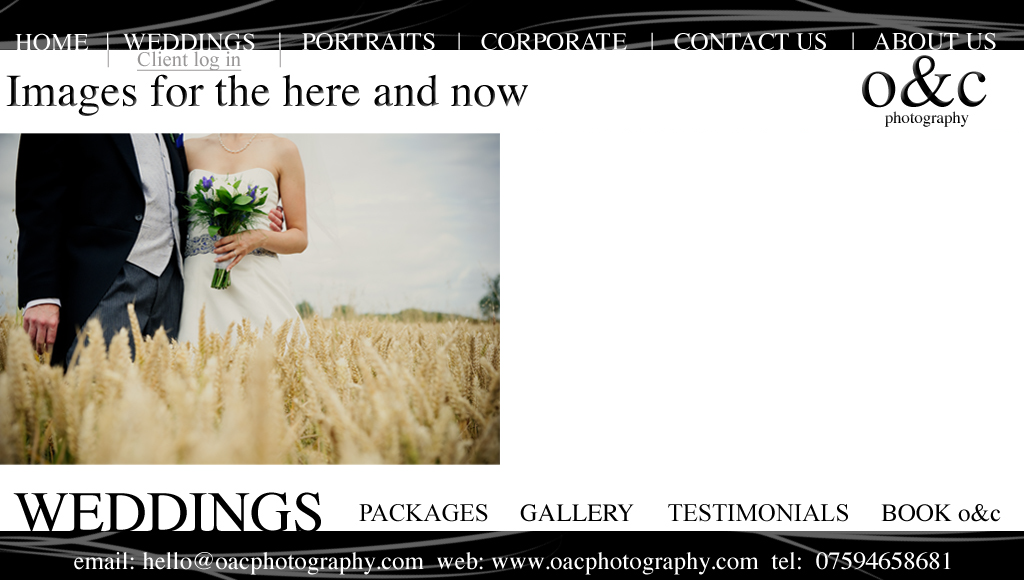 HOME | WEDDINGS | PORTRAITS | CORPORATE | CONTACT US | ABOUT US
| Client log in |
Images for the here and now
o&c
photography
WEDDINGS PACKAGES GALLERY TESTIMONIALS BOOK o&c
email: hello@oacphotography.com web: www.oacphotography.com tel: 07594658681